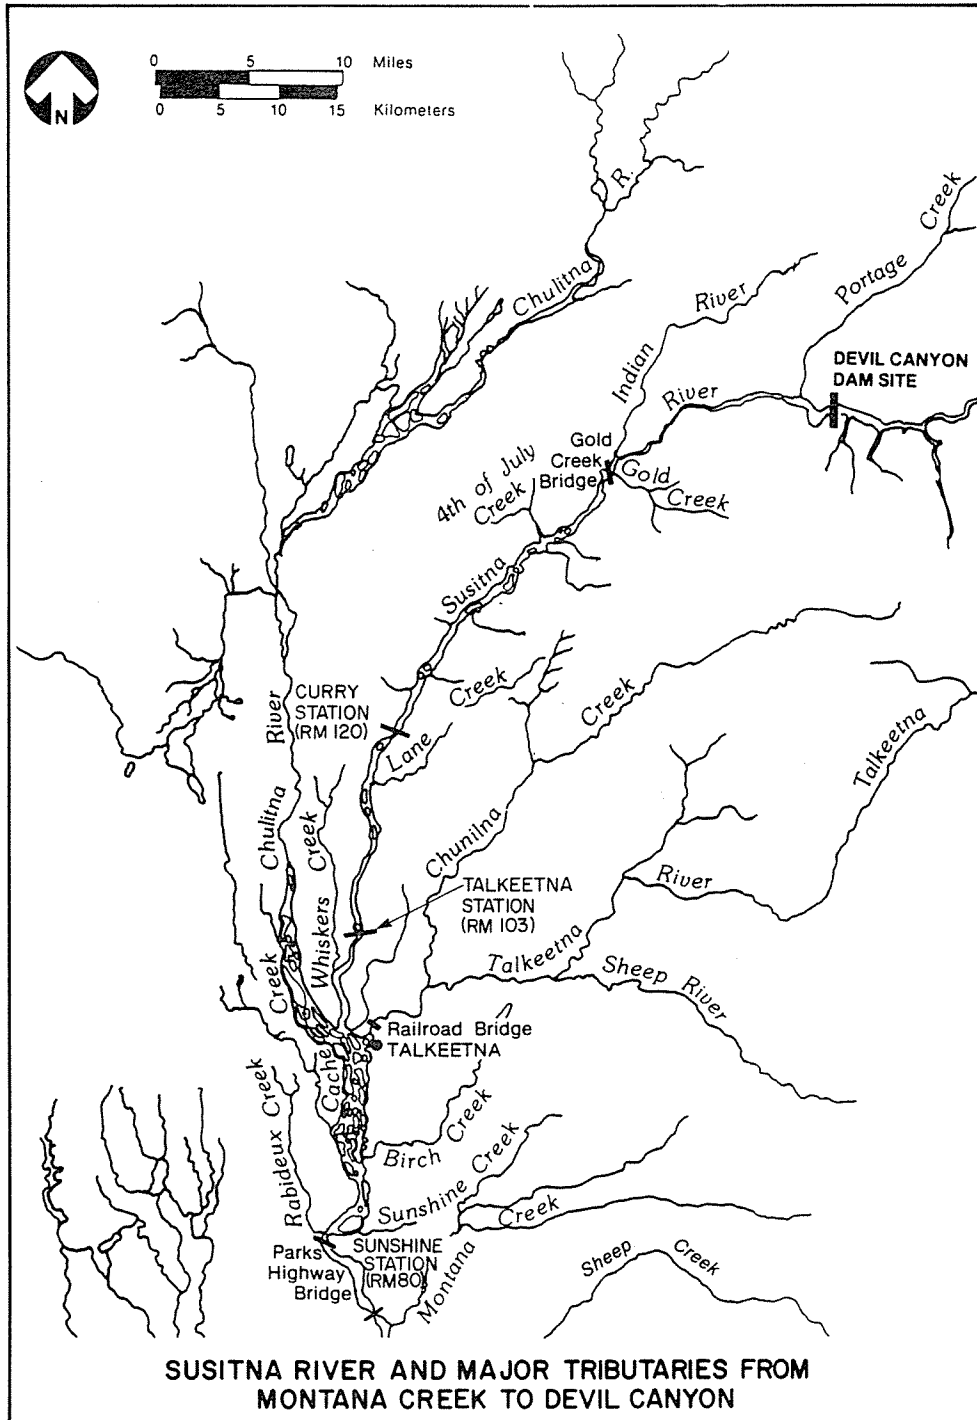 0 5 10 Miles
0 5 10 15 Kilometers
N
R.
Chulitna
Portage Creek
Indian River
River
DEVIL CANYON
DAM SITE
Gold
Creek
Bridge
Gold
Creek
4th of July
Creek
Susitna
CURRY
STATION
(RM 120)
River
Chulitna
Lane Creek
Creek
Chunilna
Talkeetna
River
Whiskers Creek
TALKEETNA
STATION
(RM 103)
Talkeetna
Sheep River
Creek
Cache
Railroad Bridge
TALKEETNA
Rabideux Creek
Birch Creek
Sunshine Creek
Creek
Montana
Parks
Highway
Bridge
SUNSHINE
STATION
(RM80)
Sheep Creek
SUSITNA RIVER AND MAJOR TRIBUTARIES FROM
MONTANA CREEK TO DEVIL CANYON